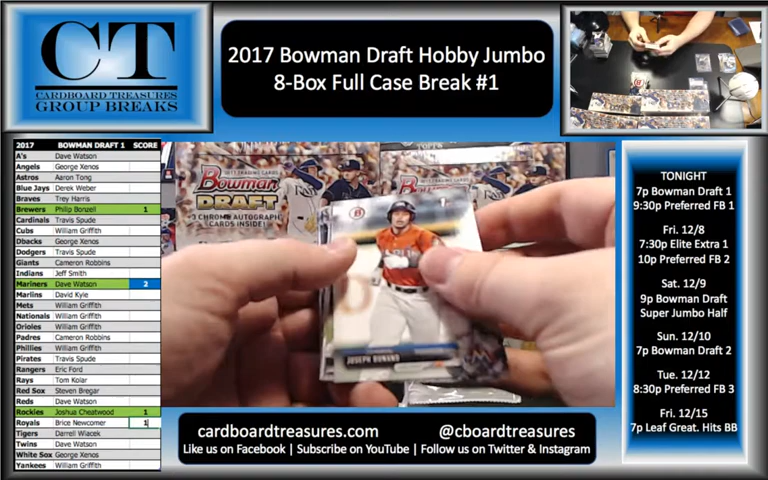 CT
CARDBOARD TREASURES
GROUP BREAKS
2017 Bowman Draft Hobby Jumbo
8-Box Full Case Break #1
2017 BOWMAN DRAFT 1 SCORE
A's Dave Watson
Angels George Xenos
Astros Aaron Tong
Blue Jays Derek Weber
Braves Trey Harris
Brewers Philip Bonzell 1
Cardinals Travis Spude
Cubs William Griffith
Dbacks George Xenos
Dodgers Travis Spude
Giants Cameron Robbins
Indians Jeff Smith
Mariners Dave Watson 2
Marlins David Kyle
Mets William Griffith
Nationals William Griffith
Orioles William Griffith
Padres Cameron Robbins
Phillies William Griffith
Pirates Travis Spude
Rangers Eric Ford
Rays Tom Kolar
Red Sox Steven Bregar
Reds Dave Watson
Rockies Joshua Cheatwood 1
Royals Brice Newcomer 1
Tigers Darrell Wiacek
Twins Dave Watson
White Sox George Xenos
Yankees William Griffith
2017 TRADING CARDS
Bowman
DRAFT
3 CHROME AUTOGRAPH
CARDS INSIDE!
TOPPS
Bowman
JOSEPH DUNAND
TONIGHT
7p Bowman Draft 1
9:30p Preferred FB 1
Fri. 12/8
7:30p Elite Extra 1
10p Preferred FB 2
Sat. 12/9
9p Bowman Draft
Super Jumbo Half
Sun. 12/10
7p Bowman Draft 2
Tue. 12/12
8:30p Preferred FB 3
Fri. 12/15
7p Leaf Great. Hits BB
cardboardtreasures.com @cboardtreasures
Like us on Facebook | Subscribe on YouTube | Follow us on Twitter & Instagram